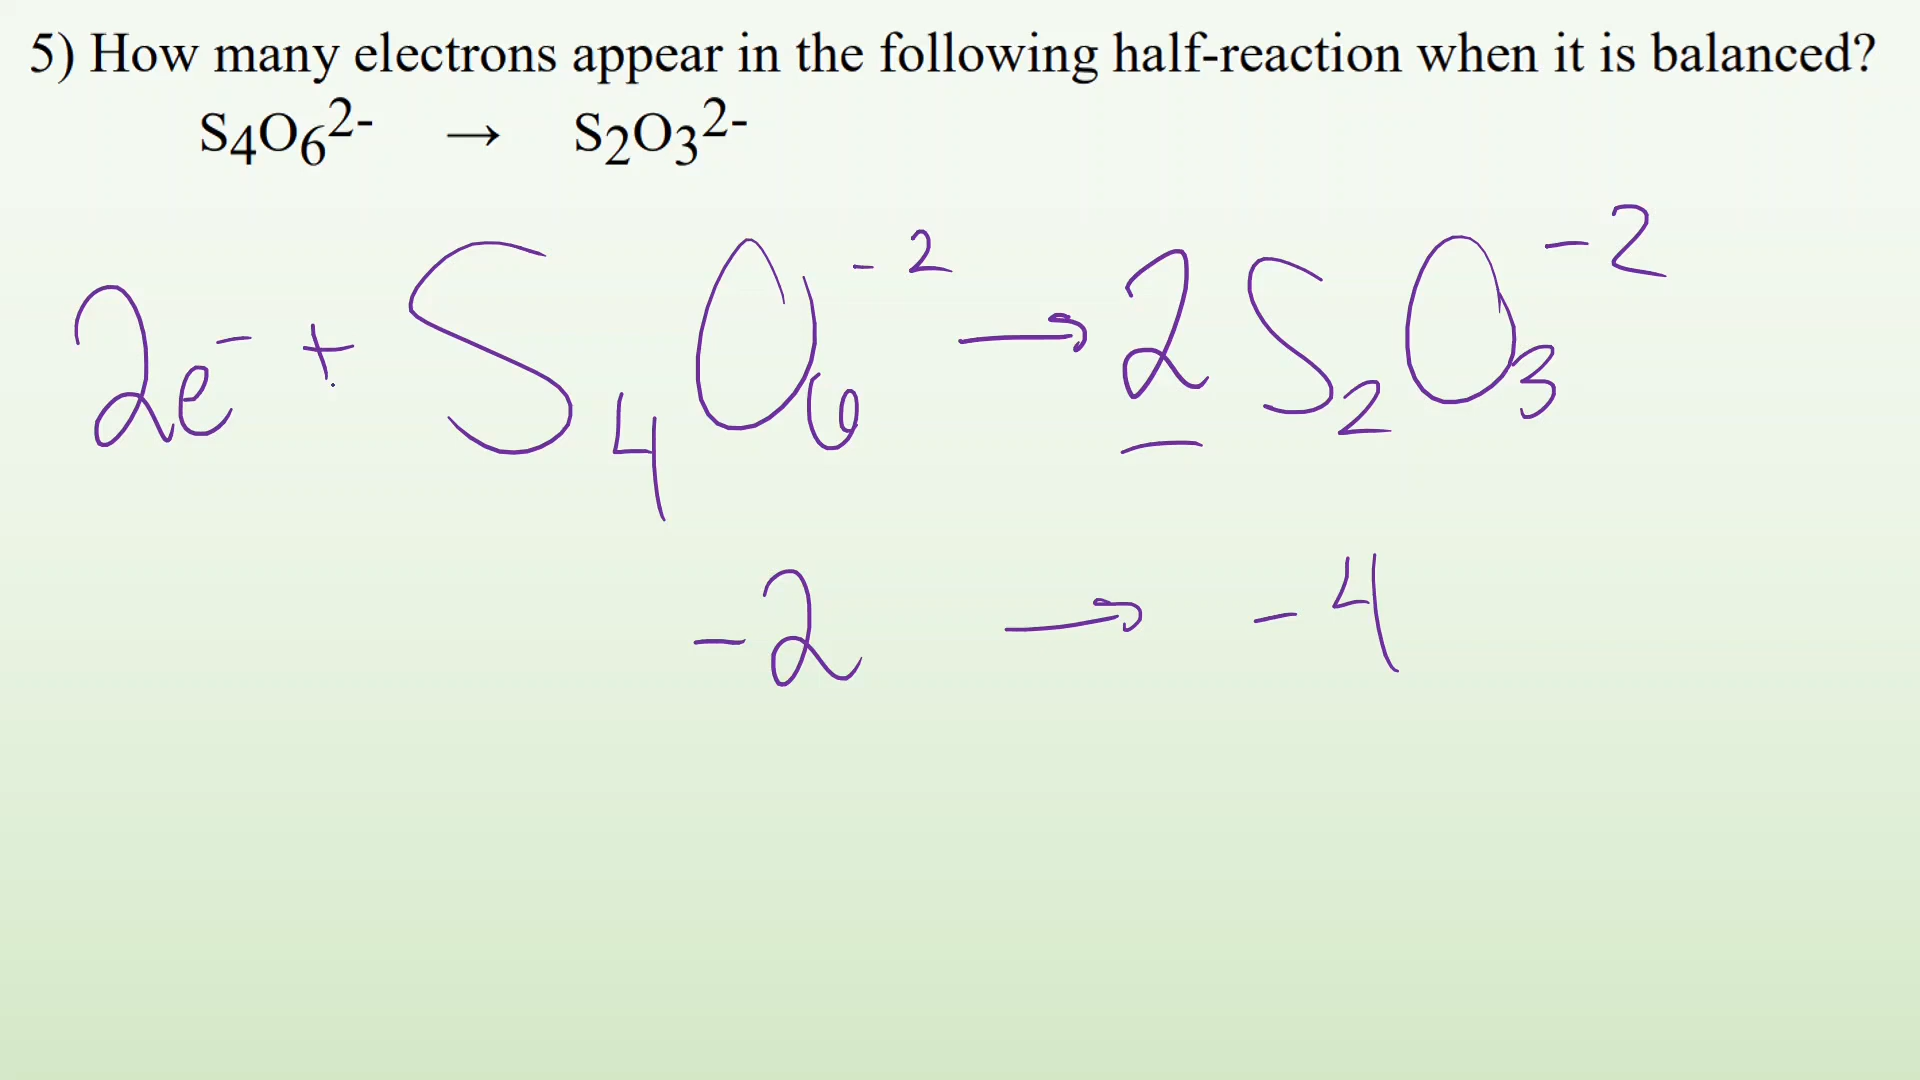 5) How many electrons appear in the following half-reaction when it is balanced?
S₄O₆²⁻ → S₂O₃²⁻
2e⁻ + S₄O₆⁻² → 2S₂O₃⁻²
-2 → -4